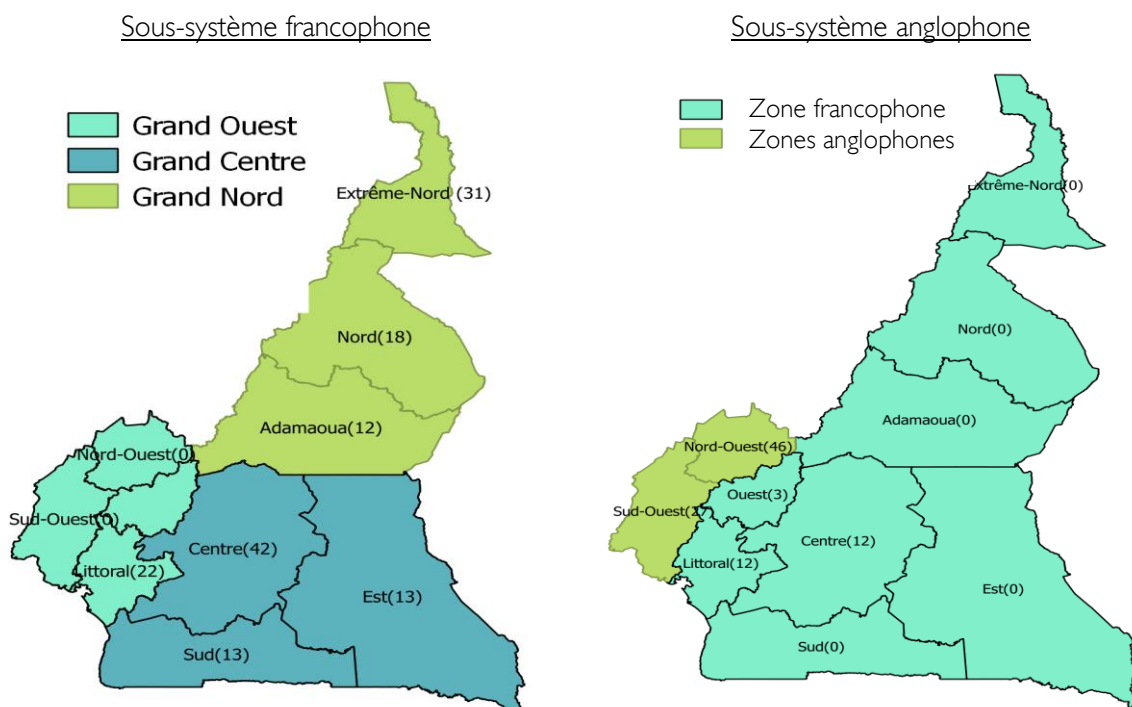 Sous-système francophone
Grand Ouest
Grand Centre
Grand Nord
Extrême-Nord (31)
Nord(18)
Adamaoua(12)
Nord-Ouest(0)
Sud-Ouest(0)
Littoral(22)
Centre(42)
Est(13)
Sud(13)
Sous-système anglophone
Zone francophone
Zones anglophones
Extrême-Nord(0)
Nord(0)
Adamaoua(0)
Nord-Ouest(46)
Ouest(3)
Sud-Ouest(27)
Littoral(12)
Centre(12)
Est(0)
Sud(0)